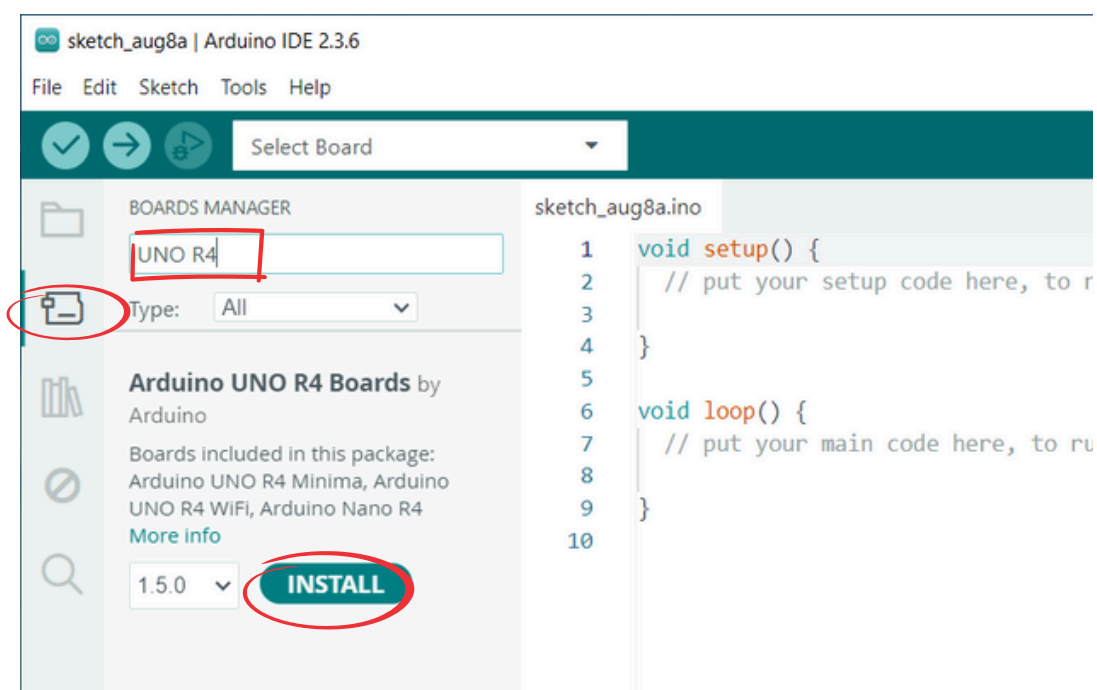 sketch_aug8a | Arduino IDE 2.3.6
File Edit Sketch Tools Help
Select Board
BOARDS MANAGER
UNO R4
Type: All
Arduino UNO R4 Boards by
Arduino
Boards included in this package:
Arduino UNO R4 Minima, Arduino
UNO R4 WiFi, Arduino Nano R4
More info
1.5.0 INSTALL
sketch_aug8a.ino
1 void setup() {
2 // put your setup code here, to
3
4 }
5
6 void loop() {
7 // put your main code here, to
8
9 }
10